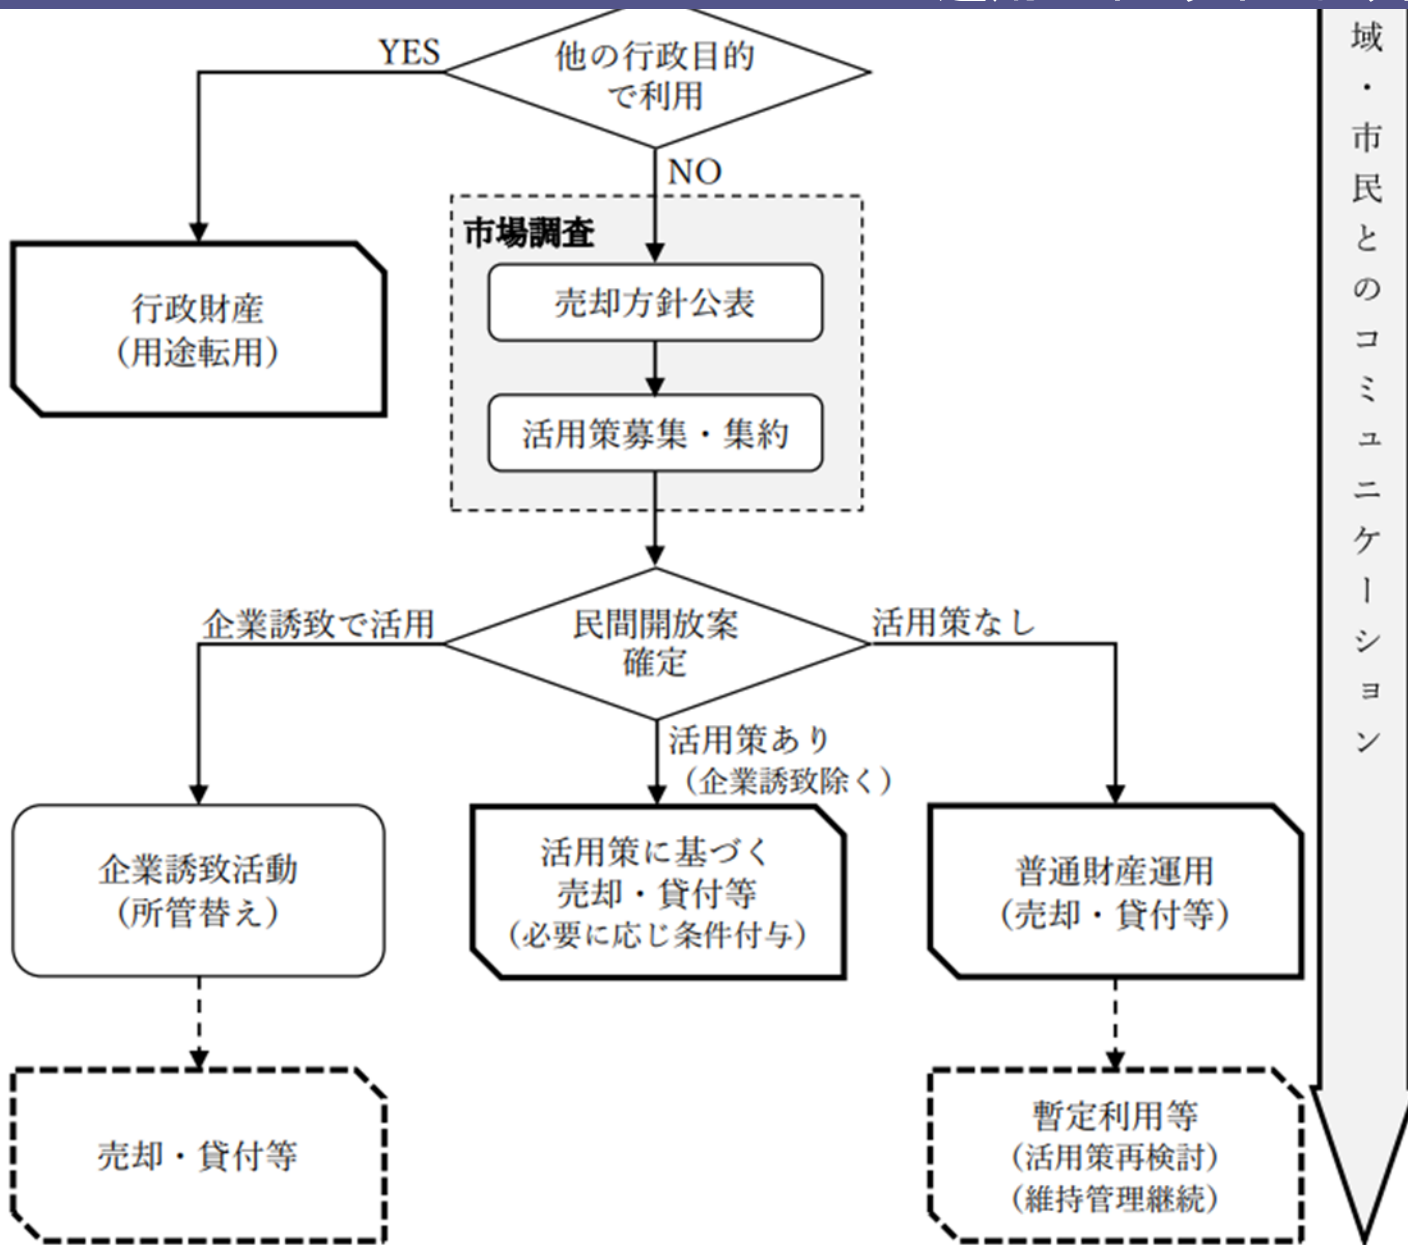 他の行政目的
で利用
YES
NO
市場調査
売却方針公表
行政財産
（用途転用）
活用策募集・集約
民間開放案
確定
企業誘致で活用
活用策なし
活用策あり
（企業誘致除く）
企業誘致活動
（所管替え）
活用策に基づく
売却・貸付等
（必要に応じ条件付与）
普通財産運用
（売却・貸付等）
売却・貸付等
暫定利用等
（活用策再検討）
（維持管理継続）
域・市民とのコミュニケーション